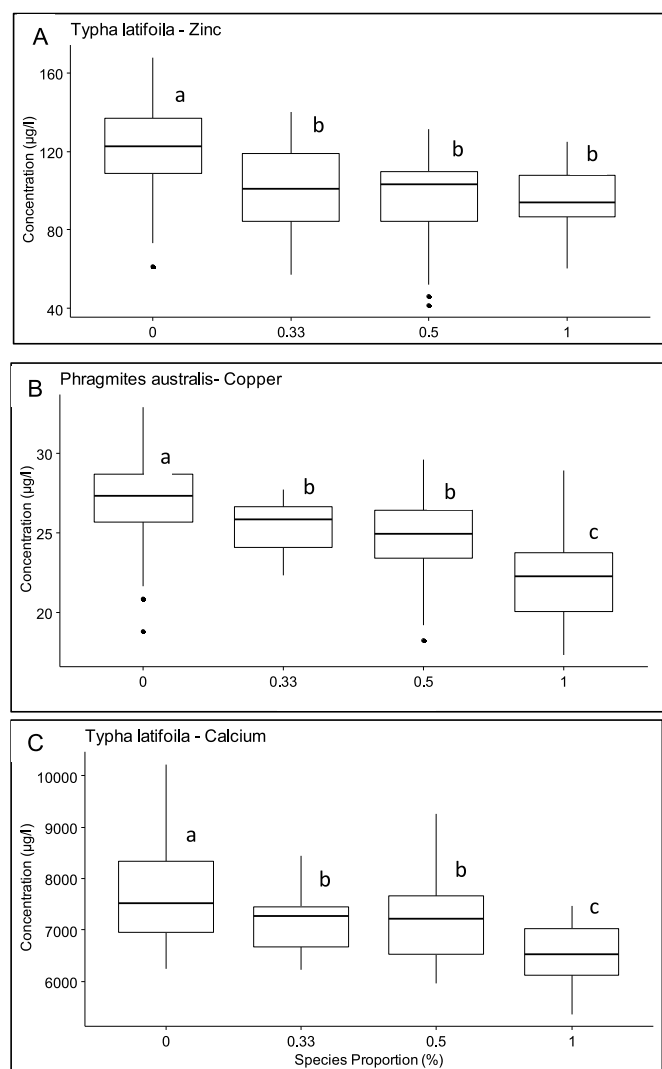 A
Typha latifoila - Zinc
Concentration (µg/l)
160
120
80
40
a
b
b
b
0 0.33 0.5 1
B
Phragmites australis- Copper
Concentration (µg/l)
30
25
20
a
b
b
c
0 0.33 0.5 1
C
Typha latifoila - Calcium
Concentration (µg/l)
10000
9000
8000
7000
6000
a
b
b
c
0 0.33 0.5 1
Species Proportion (%)